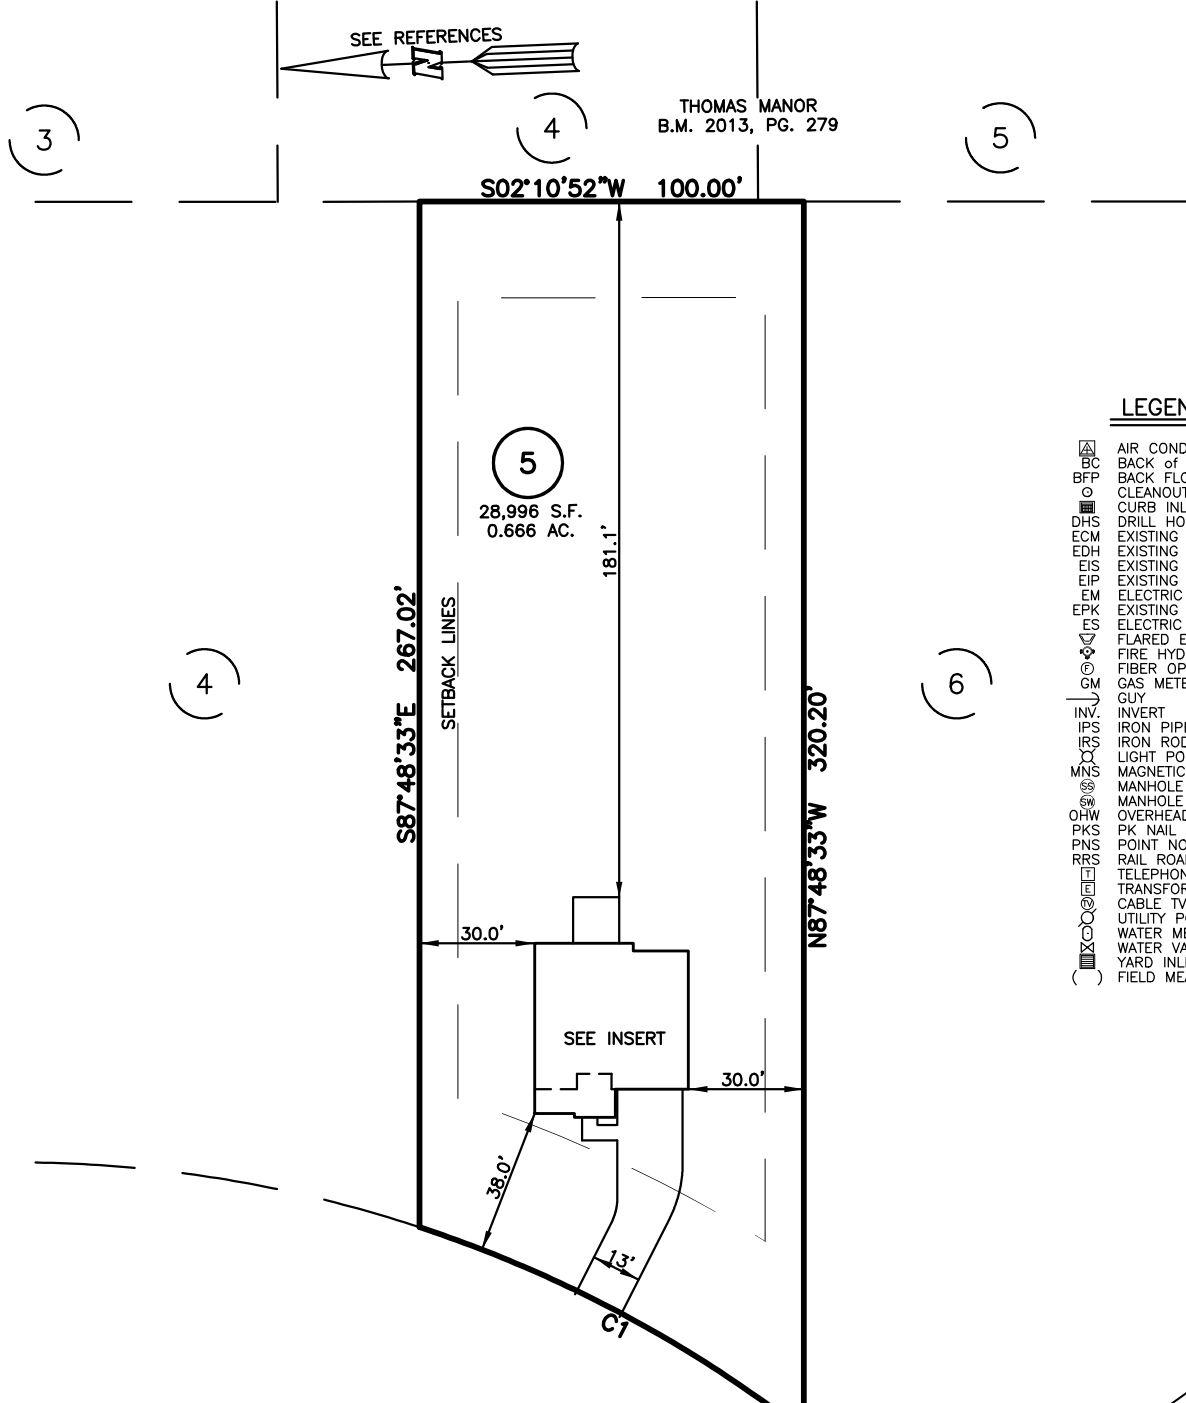 SEE REFERENCES
N
THOMAS MANOR
B.M. 2013, PG. 279
3
4
5
S02°10'52"W 100.00'
5
28,996 S.F.
0.666 AC.
181.1'
S87°48'33"E 267.02'
SETBACK LINES
4
6
N87°48'33"W 320.20'
30.0'
SEE INSERT
30.0'
38.0'
13'
C1
LEGEN
AIR COND
BC BACK of
BFP BACK FLO
CLEANOUT
CURB INL
DHS DRILL HO
ECM EXISTING
EDH EXISTING
EIS EXISTING
EIP EXISTING
EM ELECTRIC
EPK EXISTING
ES ELECTRIC
FLARED E
FIRE HYD
F FIBER OP
GM GAS METE
GUY
INV. INVERT
IPS IRON PIPE
IRS IRON ROD
LIGHT PO
MNS MAGNETIC
SS MANHOLE
SW MANHOLE
OHW OVERHEAD
PKS PK NAIL
PNS POINT NO
RRS RAIL ROA
T TELEPHON
E TRANSFOR
TV CABLE TV
UTILITY P
WATER ME
WATER VA
YARD INL
( ) FIELD MEA